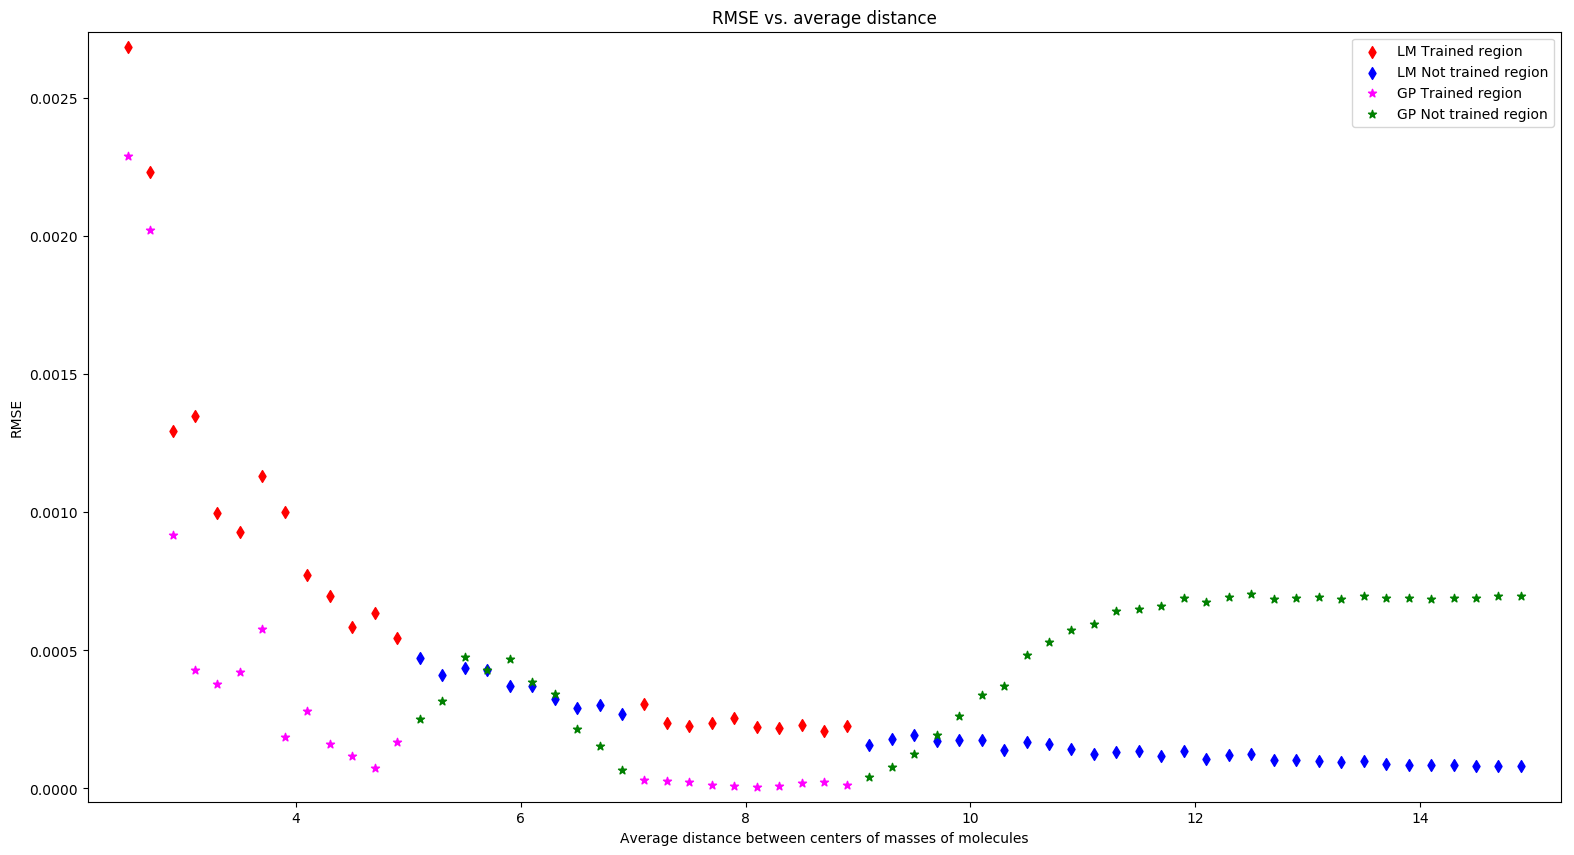 RMSE vs. average distance
LM Trained region
LM Not trained region
GP Trained region
GP Not trained region
0.0025
0.0020
0.0015
0.0010
0.0005
0.0000
RMSE
4 6 8 10 12 14
Average distance between centers of masses of molecules